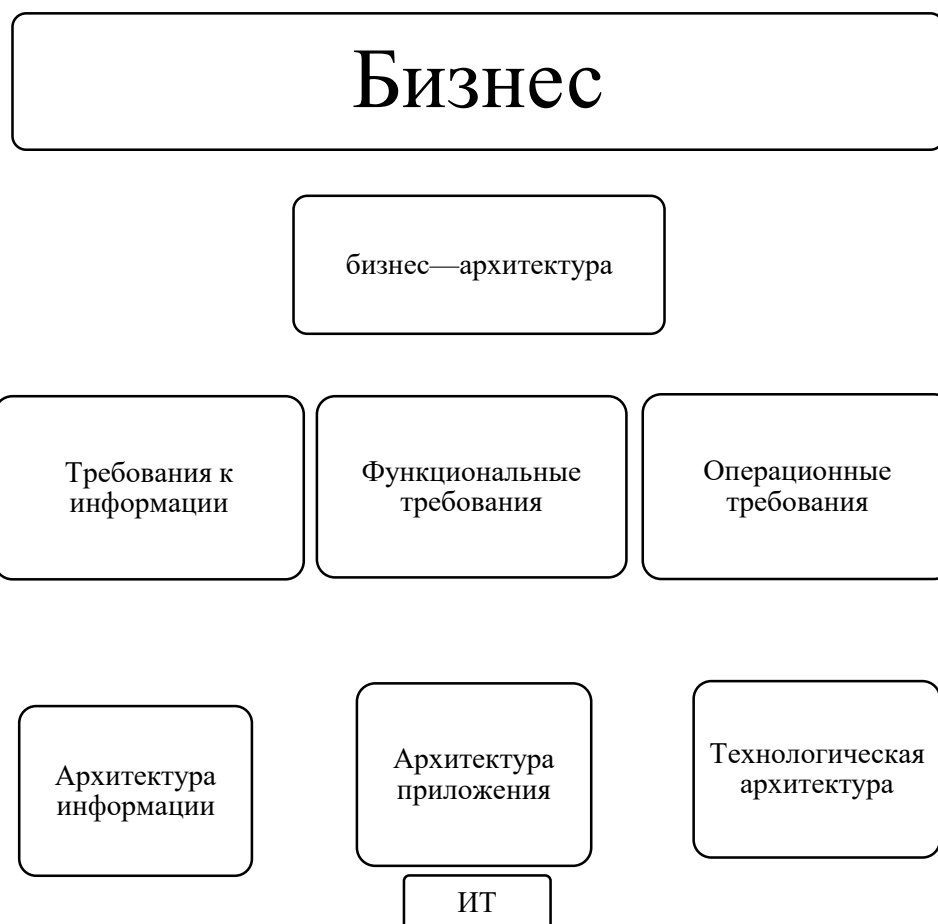 Бизнес
бизнес—архитектура
Требования к
информации
Функциональные
требования
Операционные
требования
Архитектура
информации
Архитектура
приложения
Технологическая
архитектура
ИТ